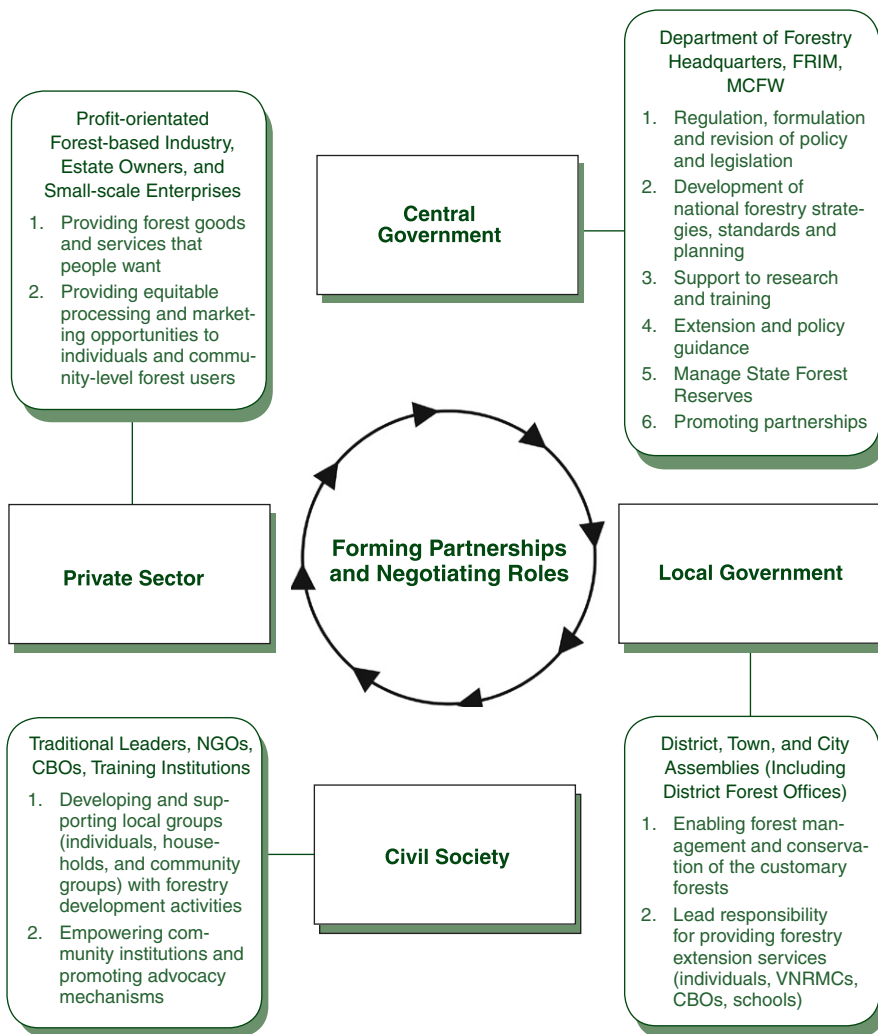 Department of Forestry
Headquarters, FRIM,
MCFW
1. Regulation, formulation
and revision of policy
and legislation
2. Development of
national forestry strate-
gies, standards and
planning
3. Support to research
and training
4. Extension and policy
guidance
5. Manage State Forest
Reserves
6. Promoting partnerships
Profit-orientated
Forest-based Industry,
Estate Owners, and
Small-scale Enterprises
1. Providing forest goods
and services that
people want
2. Providing equitable
processing and market-
ing opportunities to
individuals and commu-
nity-level forest users
Central
Government
Private Sector
Forming Partnerships
and Negotiating Roles
Local Government
Traditional Leaders, NGOs,
CBOs, Training Institutions
1. Developing and sup-
porting local groups
(individuals, house-
holds, and community
groups) with forestry
development activities
2. Empowering com-
munity institutions and
promoting advocacy
mechanisms
Civil Society
District, Town, and City
Assemblies (Including
District Forest Offices)
1. Enabling forest man-
agement and conserva-
tion of the customary
forests
2. Lead responsibility
for providing forestry
extension services
(individuals, VNRMCs,
CBOs, schools)